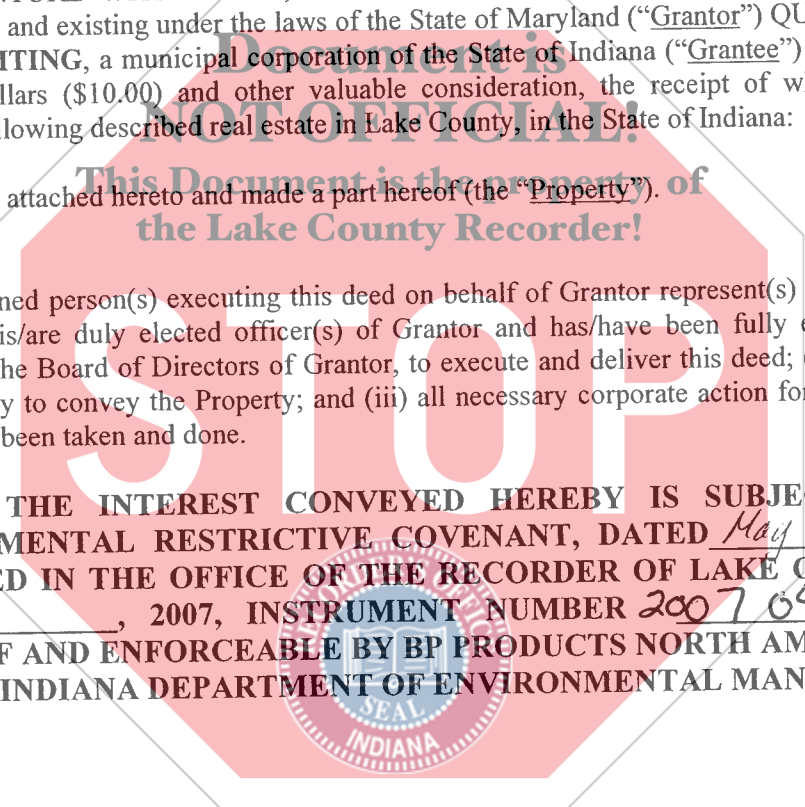 and existing under the laws of the State of Maryland (“Grantor”) QU
ITING, a municipal corporation of the State of Indiana (“Grantee”)
Document is
llars ($10.00) and other valuable consideration, the receipt of w
NOT OFFICIAL!
llowing described real estate in Lake County, in the State of Indiana:
This Document is the property of
attached hereto and made a part hereof (the “Property”).
the Lake County Recorder!
ned person(s) executing this deed on behalf of Grantor represent(s)
is/are duly elected officer(s) of Grantor and has/have been fully e
he Board of Directors of Grantor, to execute and deliver this deed;
y to convey the Property; and (iii) all necessary corporate action for
been taken and done.
STOP
THE INTEREST CONVEYED HEREBY IS SUBJE
MENTAL RESTRICTIVE COVENANT, DATED May
ED IN THE OFFICE OF THE RECORDER OF LAKE C
, 2007, INSTRUMENT NUMBER 2007 0
F AND ENFORCEABLE BY BP PRODUCTS NORTH AM
INDIANA DEPARTMENT OF ENVIRONMENTAL MAN
SEAL
INDIANA